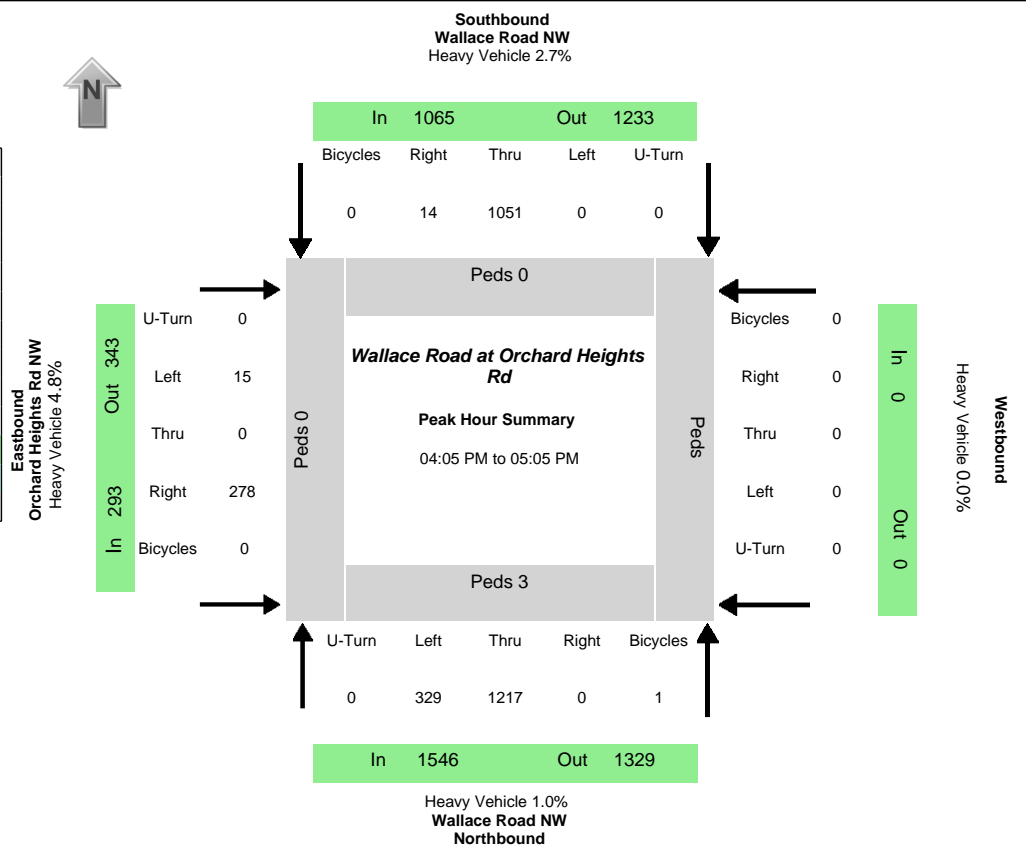 Southbound
Wallace Road NW
Heavy Vehicle 2.7%
N
In 1065 Out 1233
Bicycles Right Thru Left U-Turn
0 14 1051 0 0
Peds 0
Eastbound
Orchard Heights Rd NW
Heavy Vehicle 4.8%
Out 343
In 293
U-Turn 0
Left 15
Thru 0
Right 278
Bicycles 0
Peds 0
Wallace Road at Orchard Heights
Rd
Peak Hour Summary
04:05 PM to 05:05 PM
Peds
Bicycles 0
Right 0
Thru 0
Left 0
U-Turn 0
In 0
Out 0
Heavy Vehicle 0.0%
Westbound
Peds 3
U-Turn Left Thru Right Bicycles
0 329 1217 0 1
In 1546 Out 1329
Heavy Vehicle 1.0%
Wallace Road NW
Northbound